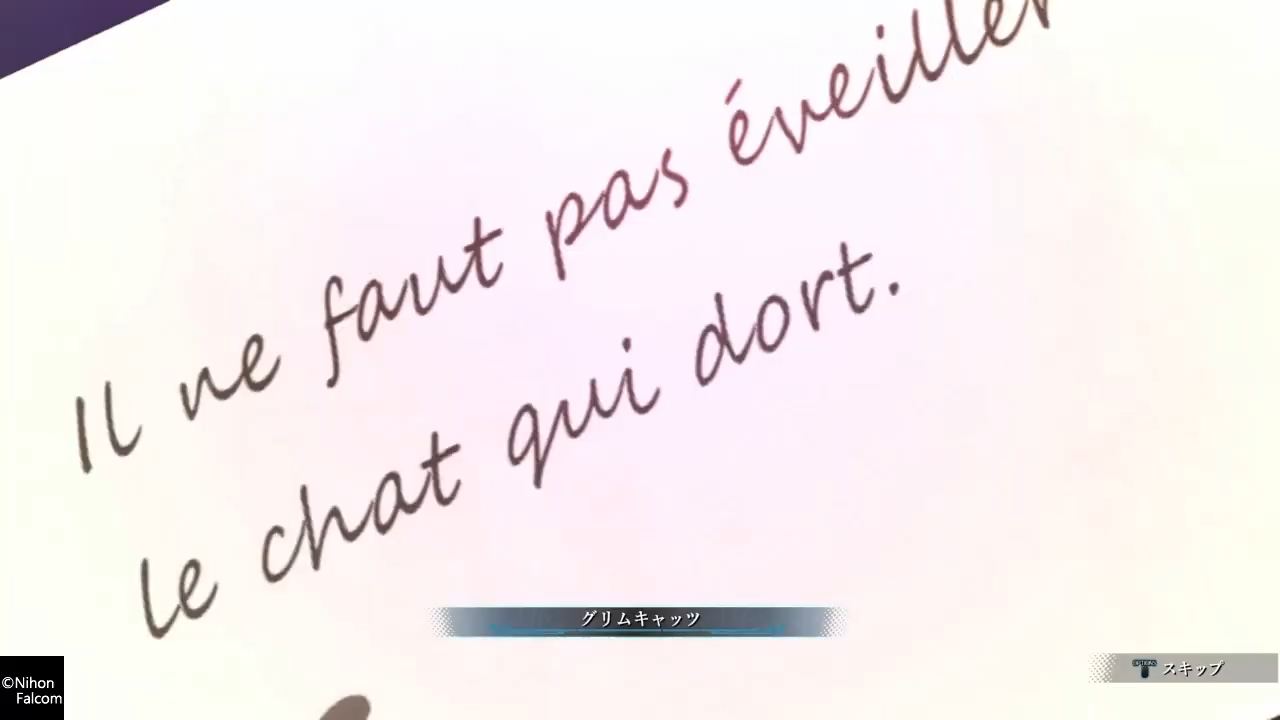 Il ne faut pas éveiller
le chat qui dort.
グリムキャッツ
OPTIONS スキップ
©Nihon
Falcom